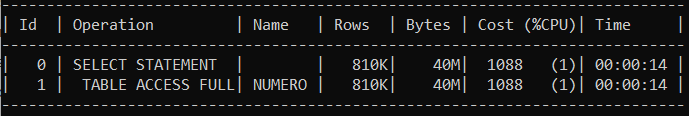 --------------------------------------------------------------------------
| Id  | Operation         | Name   | Rows  | Bytes | Cost (%CPU)| Time     |
--------------------------------------------------------------------------
|   0 | SELECT STATEMENT  |        |   810K|    40M|  1088   (1)| 00:00:14 |
|   1 |  TABLE ACCESS FULL| NUMERO |   810K|    40M|  1088   (1)| 00:00:14 |
--------------------------------------------------------------------------